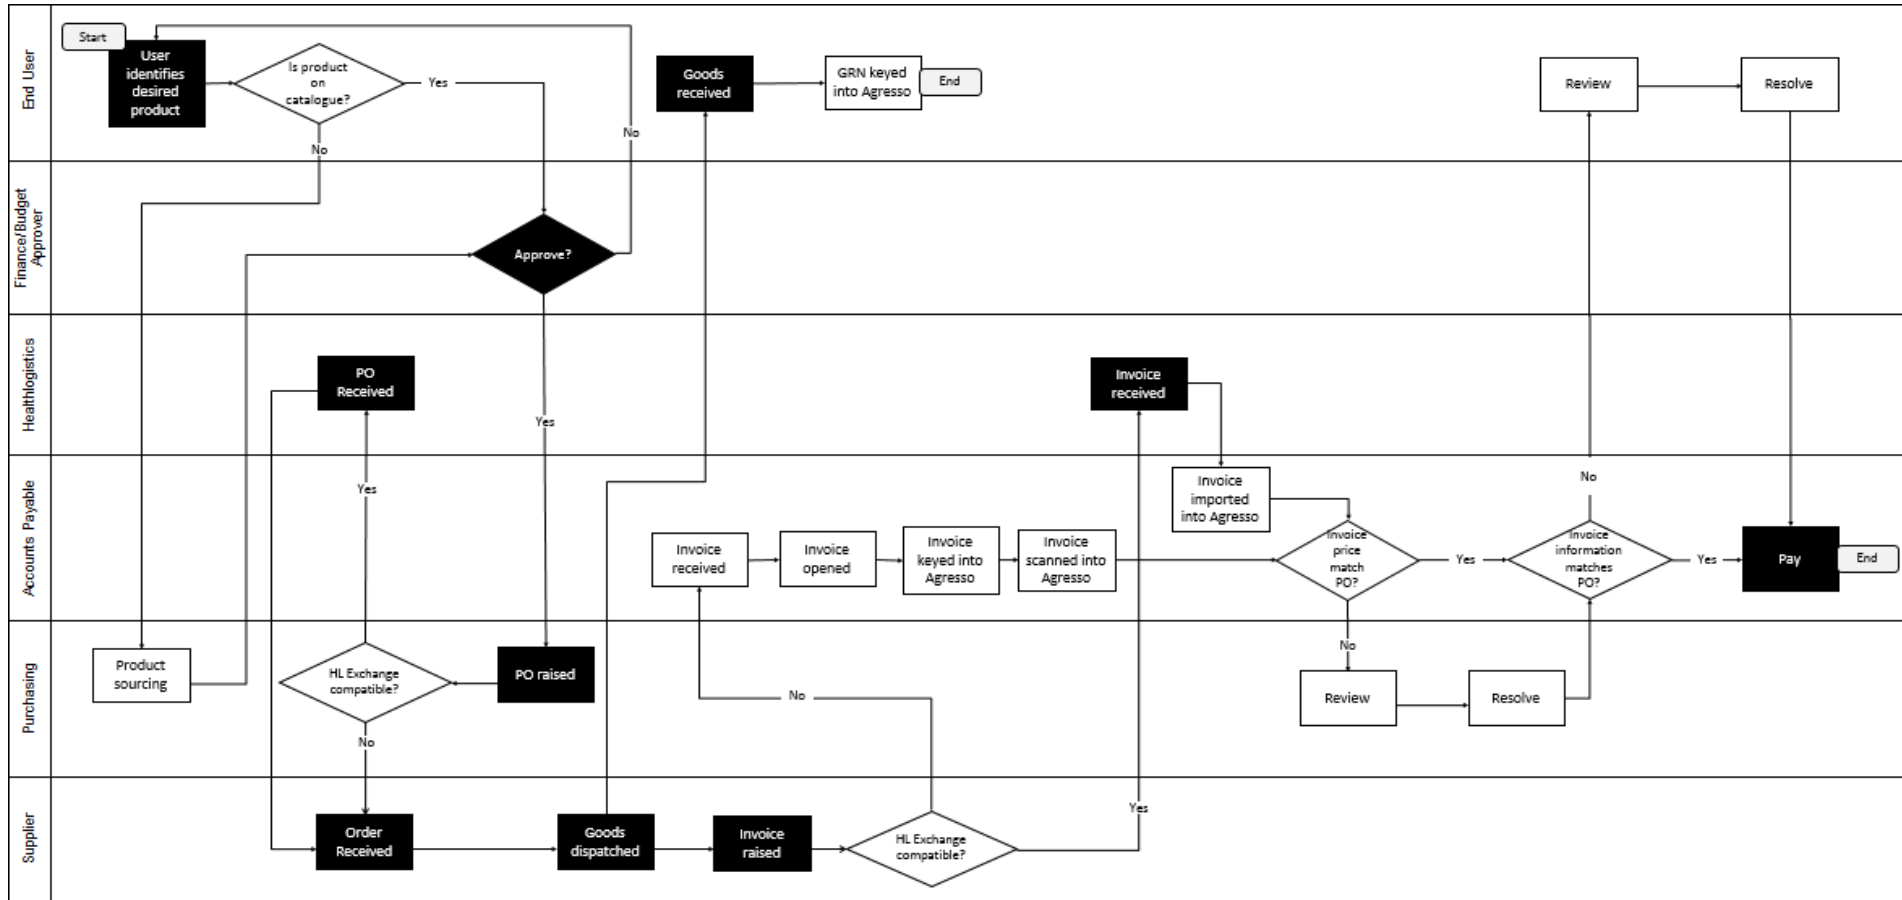 End User
Start
User
identifies
desired
product
Is product
on
catalogue?
Yes
No
No
Goods
received
GRN keyed
into Agresso
End
Review
Resolve
Finance/Budget
Approver
Approve?
Healthlogistics
PO
Received
Yes
Invoice
received
Accounts Payable
Yes
Invoice
received
Invoice
opened
Invoice
keyed into
Agresso
Invoice
scanned into
Agresso
Invoice
imported
into Agresso
Invoice
price
match
PO?
Yes
No
Invoice
information
matches
PO?
Yes
Pay
End
Purchasing
Product
sourcing
HL Exchange
compatible?
PO raised
No
No
No
Review
Resolve
Supplier
Order
Received
Goods
dispatched
Invoice
raised
HL Exchange
compatible?
Yes